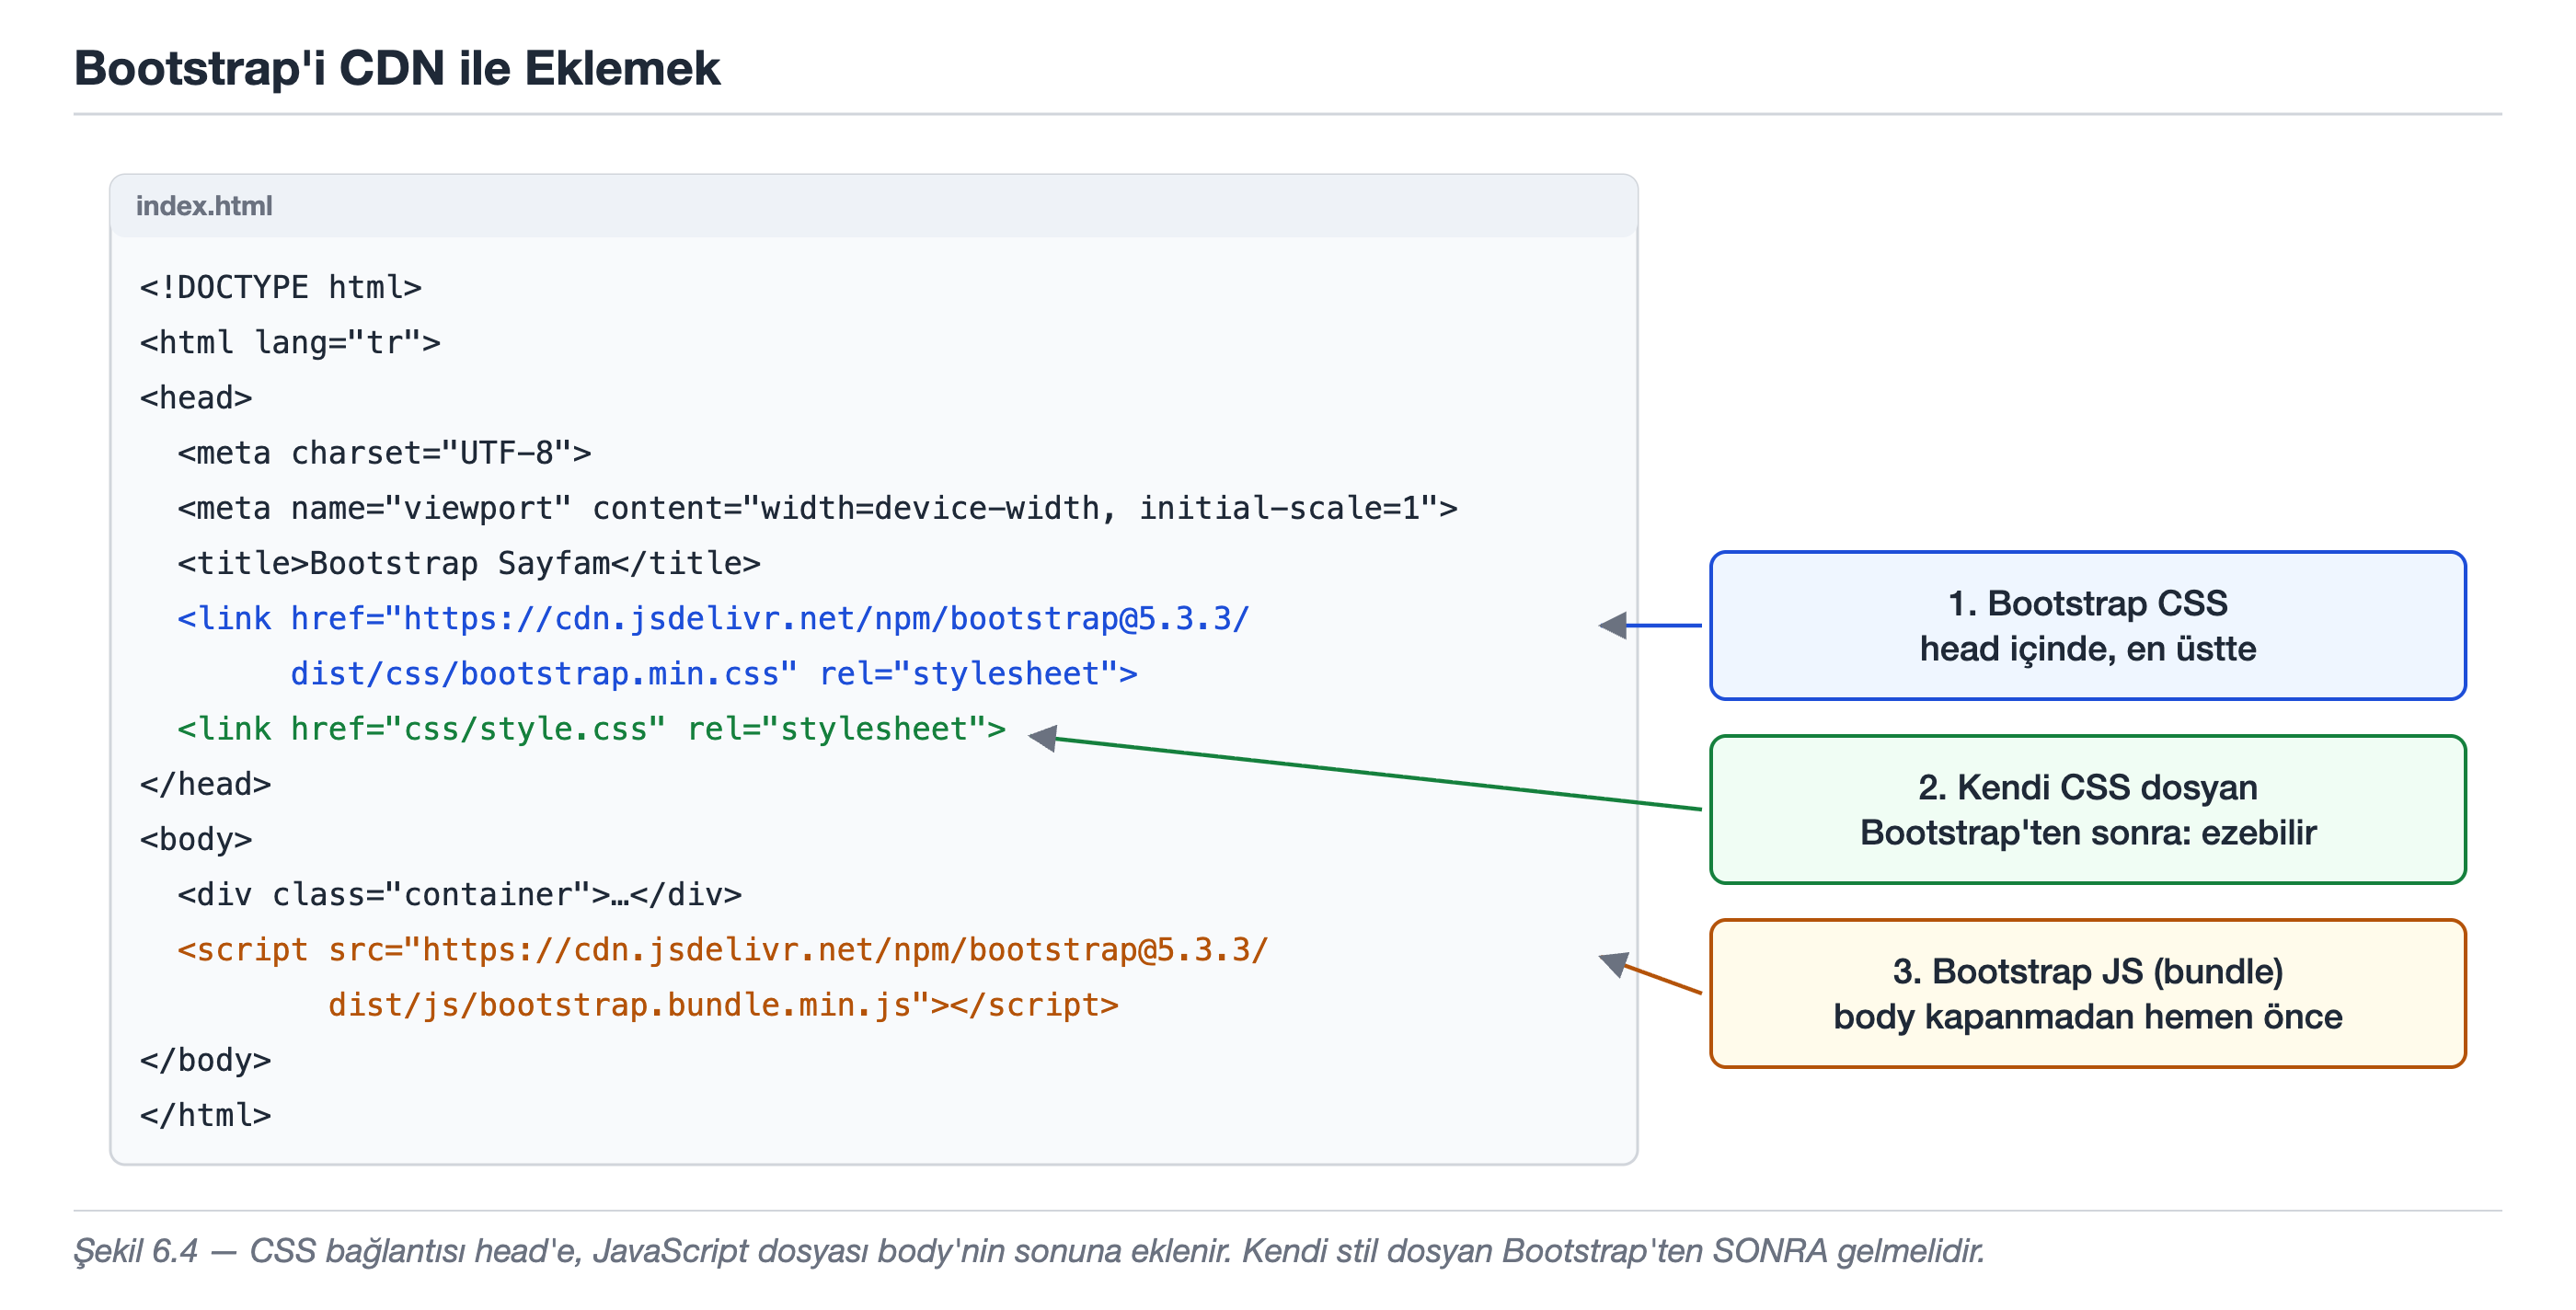 Bootstrap'i CDN ile Eklemek
index.html
<!DOCTYPE html>
<html lang="tr">
<head>
  <meta charset="UTF-8">
  <meta name="viewport" content="width=device-width, initial-scale=1">
  <title>Bootstrap Sayfam</title>
  <link href="https://cdn.jsdelivr.net/npm/bootstrap@5.3.3/
        dist/css/bootstrap.min.css" rel="stylesheet">
  <link href="css/style.css" rel="stylesheet">
</head>
<body>
  <div class="container">…</div>
  <script src="https://cdn.jsdelivr.net/npm/bootstrap@5.3.3/
          dist/js/bootstrap.bundle.min.js"></script>
</body>
</html>
1. Bootstrap CSS
head içinde, en üstte
2. Kendi CSS dosyan
Bootstrap'ten sonra: ezebilir
3. Bootstrap JS (bundle)
body kapanmadan hemen önce
Şekil 6.4 — CSS bağlantısı head'e, JavaScript dosyası body'nin sonuna eklenir. Kendi stil dosyan Bootstrap'ten SONRA gelmelidir.